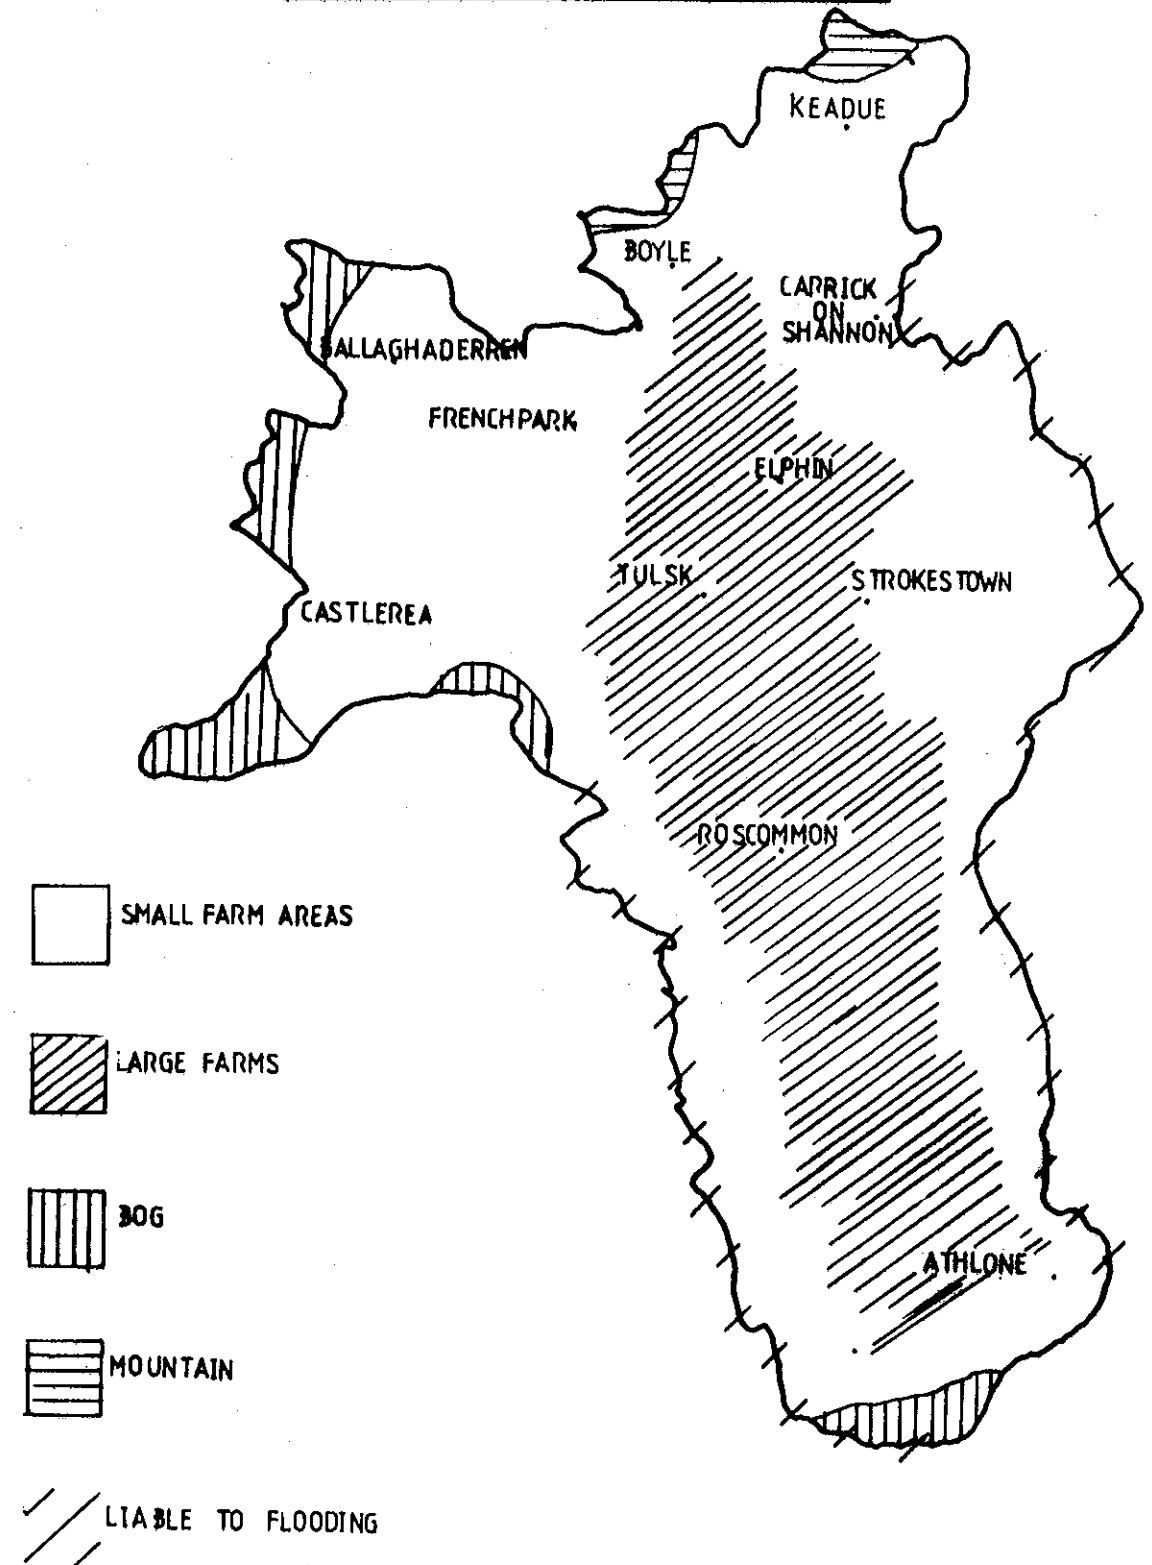 KEADUE
BOYLE
CARRICK
ON
SHANNON
BALLAGHADERREN
FRENCHPARK
ELPHIN
TULSK
STROKESTOWN
CASTLEREA
ROSCOMMON
SMALL FARM AREAS
LARGE FARMS
BOG
ATHLONE
MOUNTAIN
LIABLE TO FLOODING